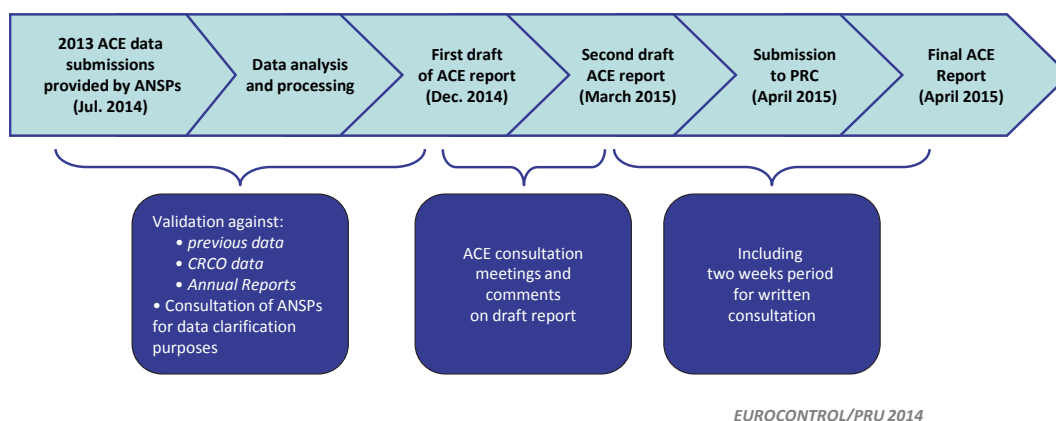 2013 ACE data
submissions
provided by ANSPs
(Jul. 2014)
Data analysis
and processing
First draft
of ACE report
(Dec. 2014)
Second draft
ACE report
(March 2015)
Submission
to PRC
(April 2015)
Final ACE
Report
(April 2015)
Validation against:
• previous data
• CRCO data
• Annual Reports
• Consultation of ANSPs
for data clarification
purposes
ACE consultation
meetings and
comments
on draft report
Including
two weeks period
for written
consultation
EUROCONTROL/PRU 2014